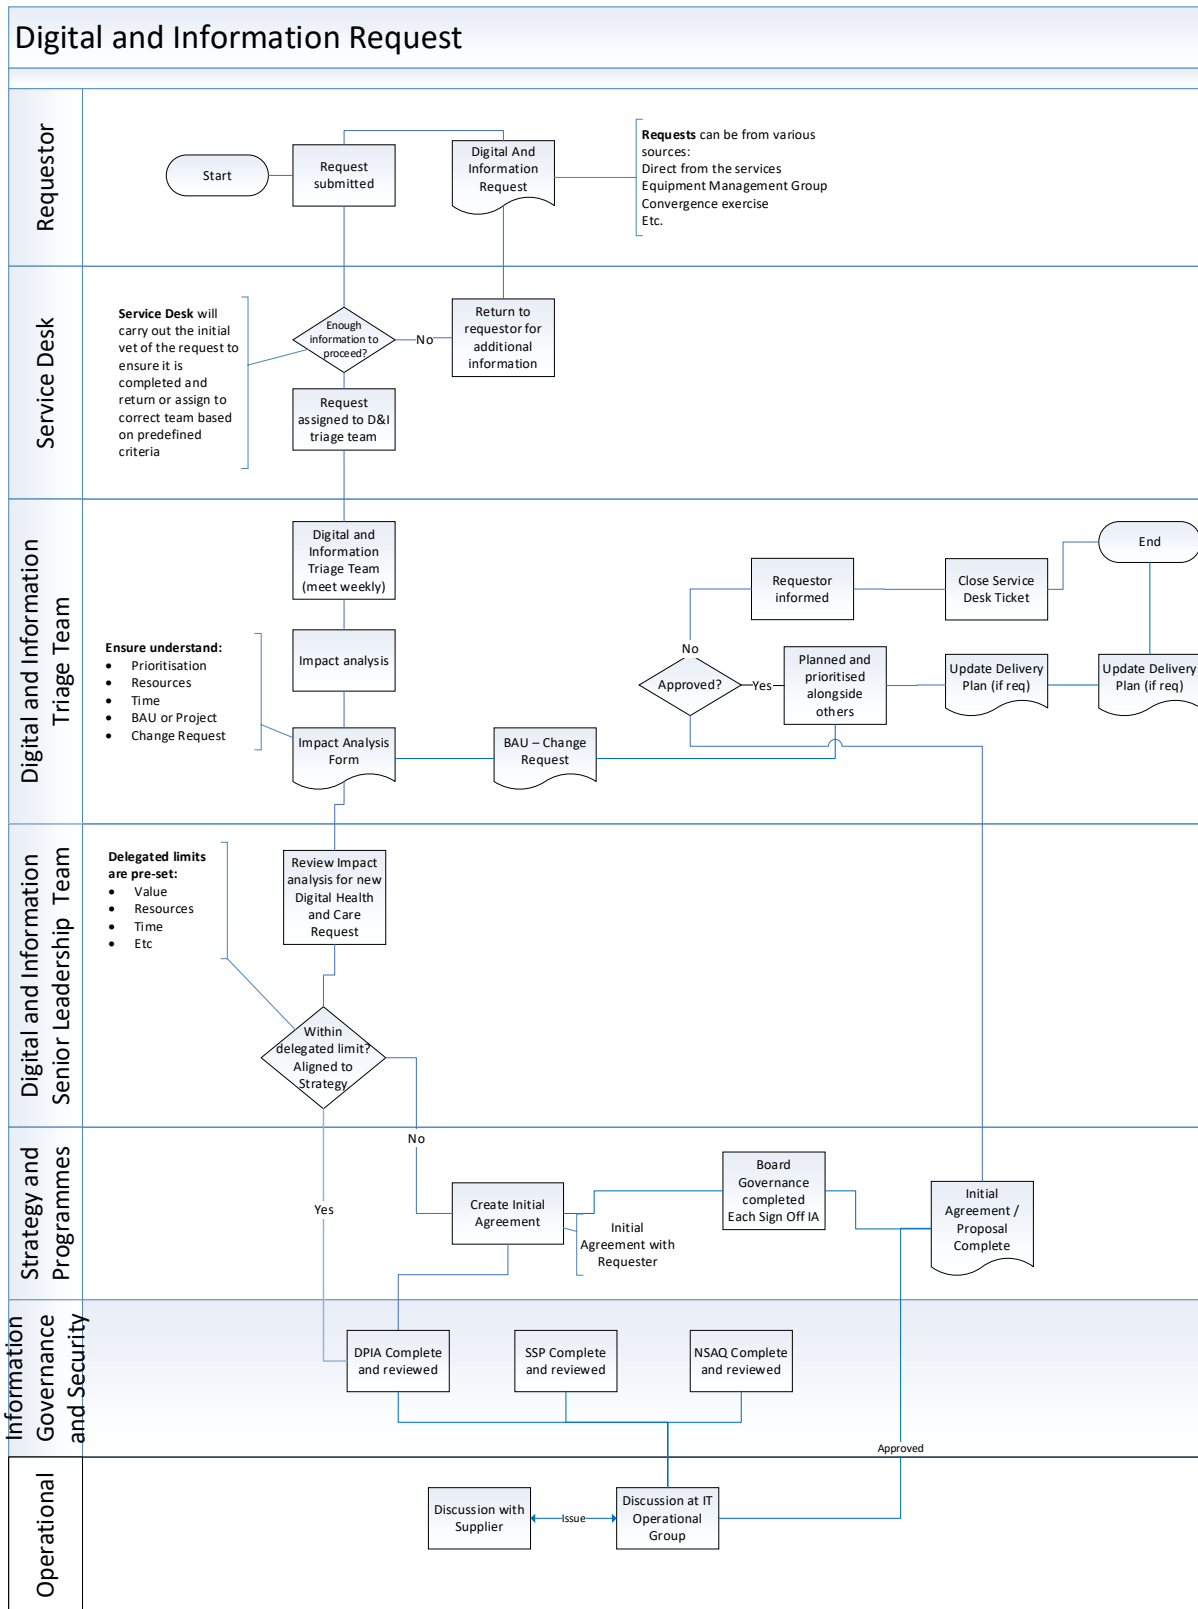 Digital and Information Request
Requestor
Start
Request
submitted
Digital And
Information
Request
Requests can be from various
sources:
Direct from the services
Equipment Management Group
Convergence exercise
Etc.
Service Desk
Service Desk will
carry out the initial
vet of the request to
ensure it is
completed and
return or assign to
correct team based
on predefined
criteria
Enough
information to
proceed?
No
Return to
requestor for
additional
information
Request
assigned to D&I
triage team
Digital and Information
Triage Team
Digital and
Information
Triage Team
(meet weekly)
Impact analysis
Ensure understand:
• Prioritisation
• Resources
• Time
• BAU or Project
• Change Request
Impact Analysis
Form
BAU – Change
Request
Requestor
informed
Close Service
Desk Ticket
End
No
Approved?
Yes
Planned and
prioritised
alongside
others
Update Delivery
Plan (if req)
Update Delivery
Plan (if req)
Digital and Information
Senior Leadership Team
Delegated limits
are pre-set:
• Value
• Resources
• Time
• Etc
Review Impact
analysis for new
Digital Health
and Care
Request
Within
delegated limit?
Aligned to
Strategy
No
Yes
Strategy and
Programmes
Create Initial
Agreement
Initial
Agreement with
Requester
Board
Governance
completed
Each Sign Off IA
Initial
Agreement /
Proposal
Complete
Information
Governance
and Security
DPIA Complete
and reviewed
SSP Complete
and reviewed
NSAQ Complete
and reviewed
Approved
Operational
Discussion with
Supplier
Issue
Discussion at IT
Operational
Group